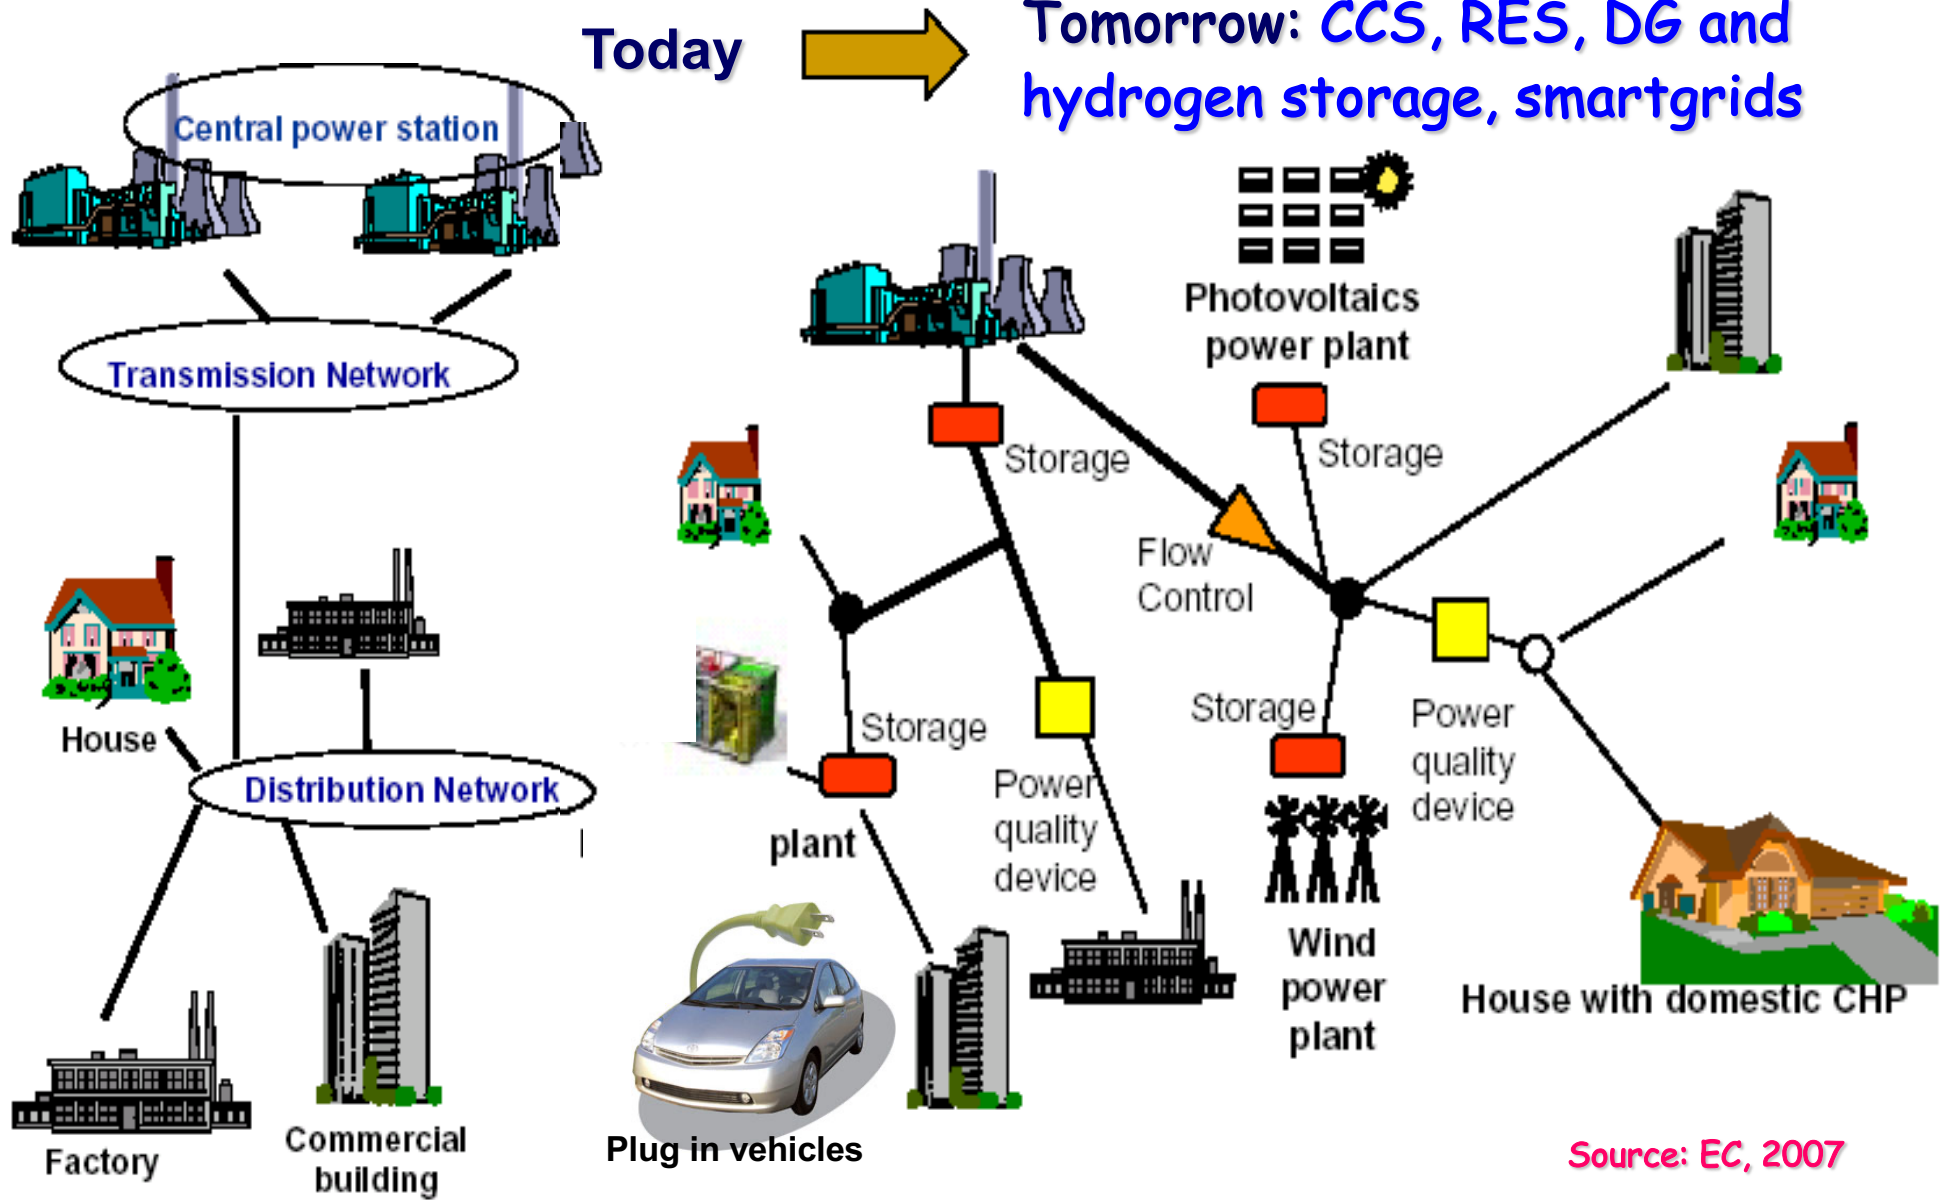 Today
Tomorrow: CCS, RES, DG and
hydrogen storage, smartgrids
Central power station
Transmission Network
House
Distribution Network
Factory
Commercial
building
Photovoltaics
power plant
Storage
Storage
Flow
Control
Storage
Storage
Power
quality
device
Power
quality
device
plant
Wind
power
plant
House with domestic CHP
Plug in vehicles
Source: EC, 2007